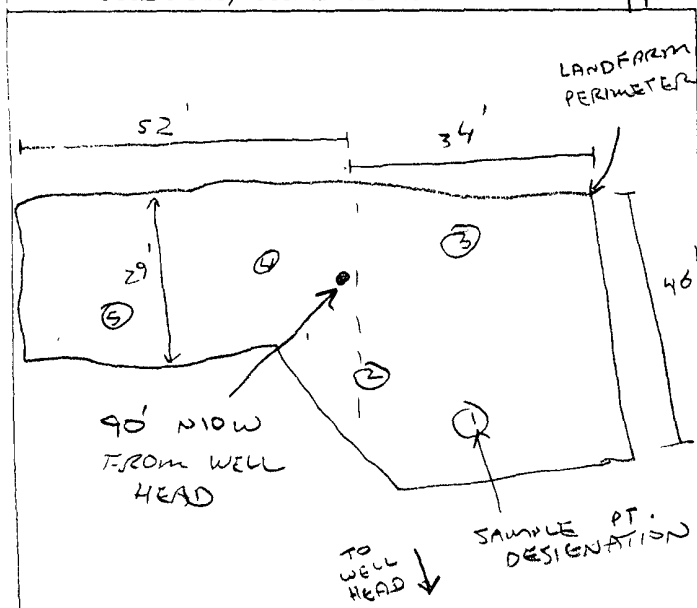 LANDFARM
PERIMETER
52'
34'
3
4
29'
46'
5
2
1
90' N10W
FROM WELL
HEAD
SAMPLE PT.
DESIGNATION
TO
WELL
HEAD